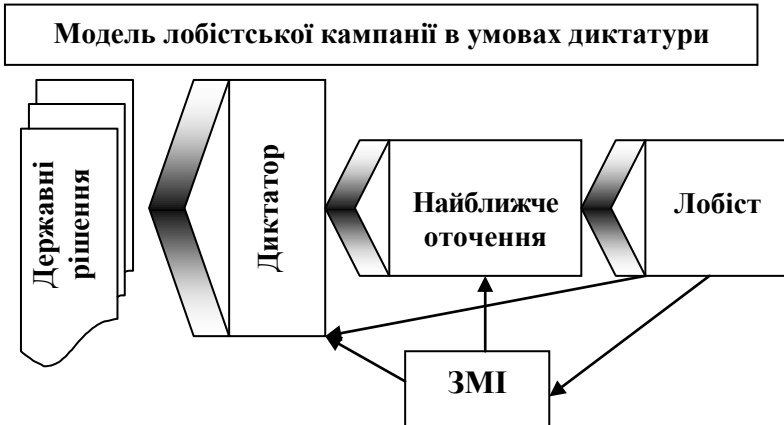 Модель лобістської кампанії в умовах диктатури
Державні
рішення
Диктатор
Найближче
оточення
Лобіст
ЗМІ